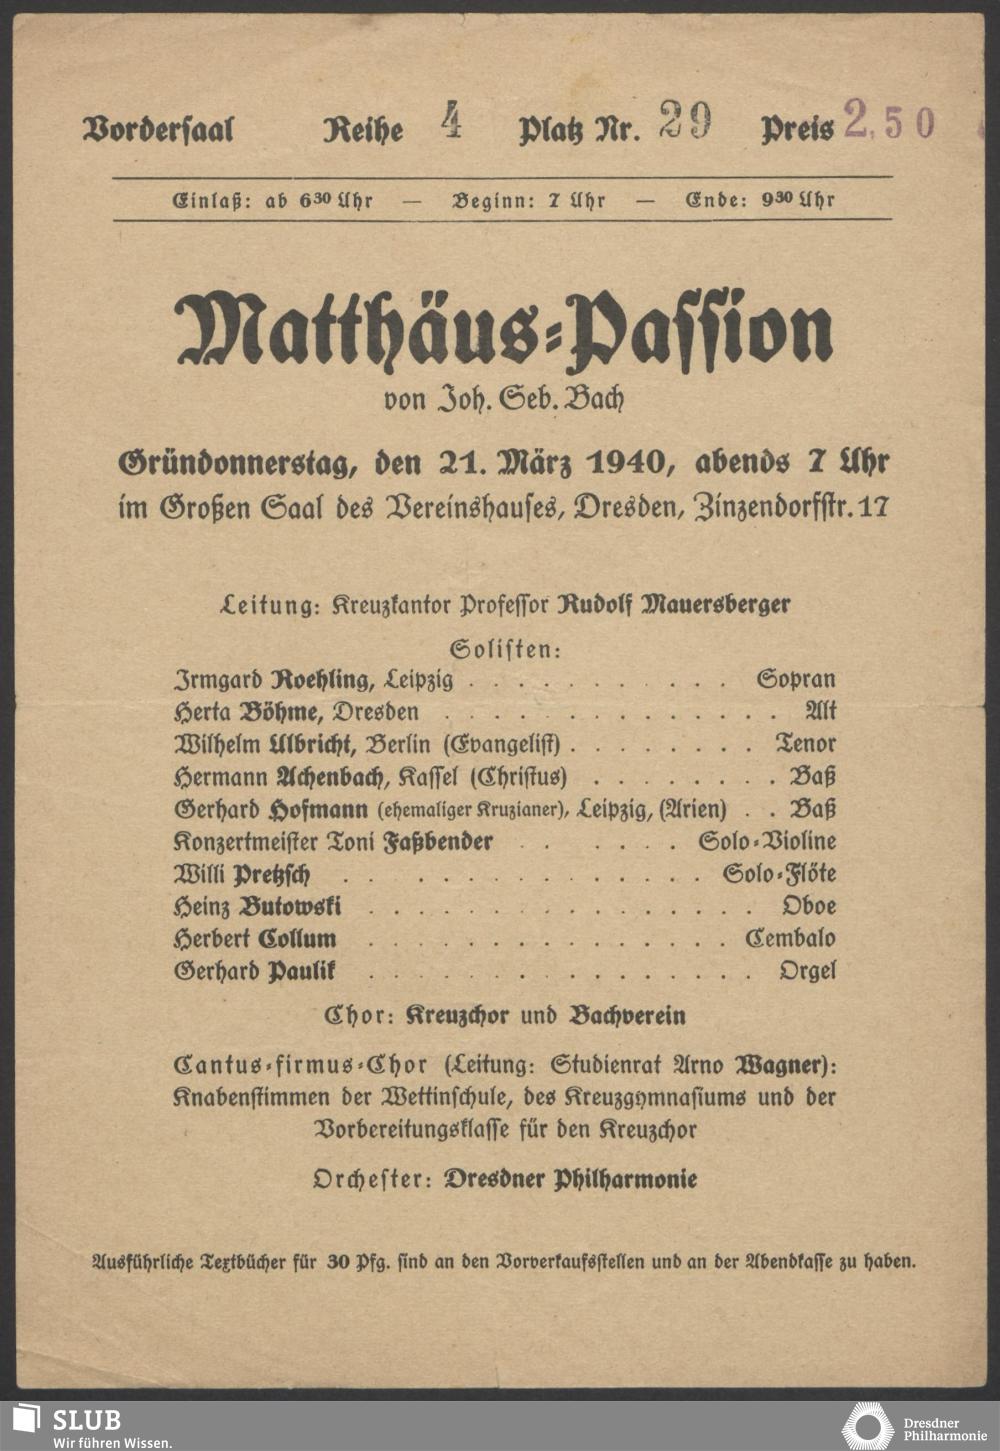 Vordersaal Reihe 4 Platz Nr. 29 Preis 2,50
Einlaß: ab 6³⁰ Uhr — Beginn: 7 Uhr — Ende: 9³⁰ Uhr
Matthäus-Passion
von Joh. Seb. Bach
Gründonnerstag, den 21. März 1940, abends 7 Uhr
im Großen Saal des Vereinshauses, Dresden, Zinzendorfstr. 17
Leitung: Kreuzkantor Professor Rudolf Mauersberger
Solisten:
Irmgard Roehling, Leipzig . . . . . . . . . . . Sopran
Herta Böhme, Dresden . . . . . . . . . . . . . . Alt
Wilhelm Ulbricht, Berlin (Evangelist) . . . . . . . . Tenor
Hermann Achenbach, Kassel (Christus) . . . . . . . . Baß
Gerhard Hofmann (ehemaliger Kruzianer), Leipzig, (Arien) . . Baß
Konzertmeister Toni Faßbender . . . . . . Solo-Violine
Willi Pretzsch . . . . . . . . . . . . . . Solo-Flöte
Heinz Butowski . . . . . . . . . . . . . . . . Oboe
Herbert Collum . . . . . . . . . . . . . . . Cembalo
Gerhard Paulik . . . . . . . . . . . . . . . . Orgel
Chor: Kreuzchor und Bachverein
Cantus-firmus-Chor (Leitung: Studienrat Arno Wagner):
Knabenstimmen der Wettinschule, des Kreuzgymnasiums und der
Vorbereitungsklasse für den Kreuzchor
Orchester: Dresdner Philharmonie
Ausführliche Textbücher für 30 Pfg. sind an den Vorverkaufsstellen und an der Abendkasse zu haben.
SLUB
Wir führen Wissen.
Dresdner
Philharmonie